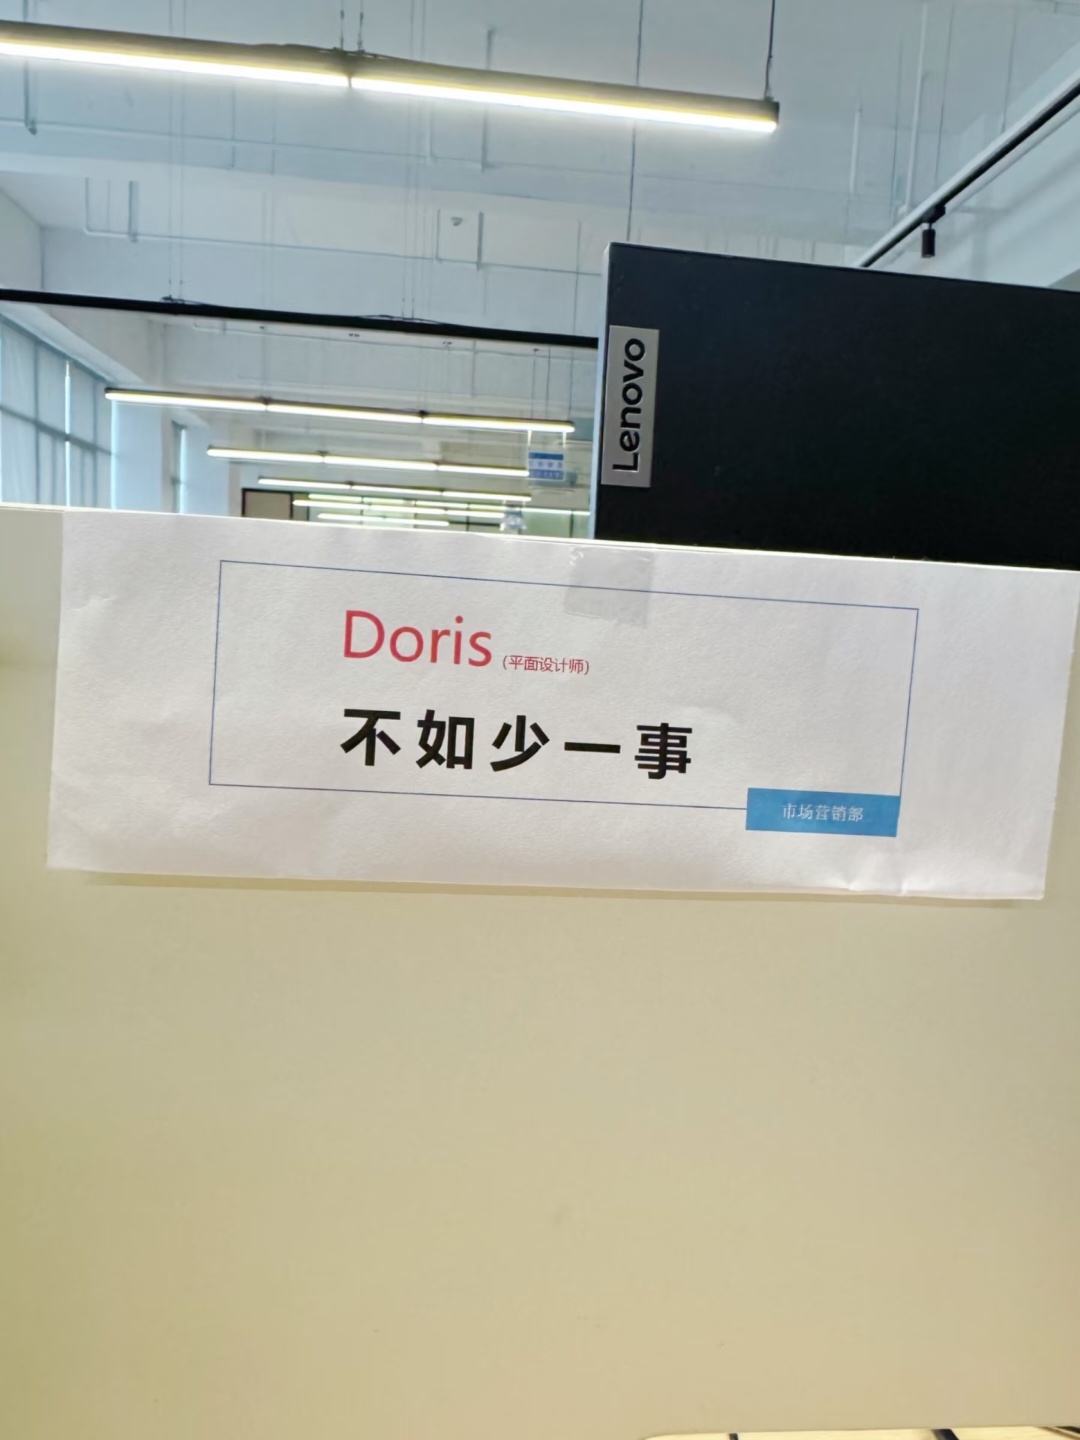 Lenovo
Doris (平面设计师)
不如少一事
市场营销部